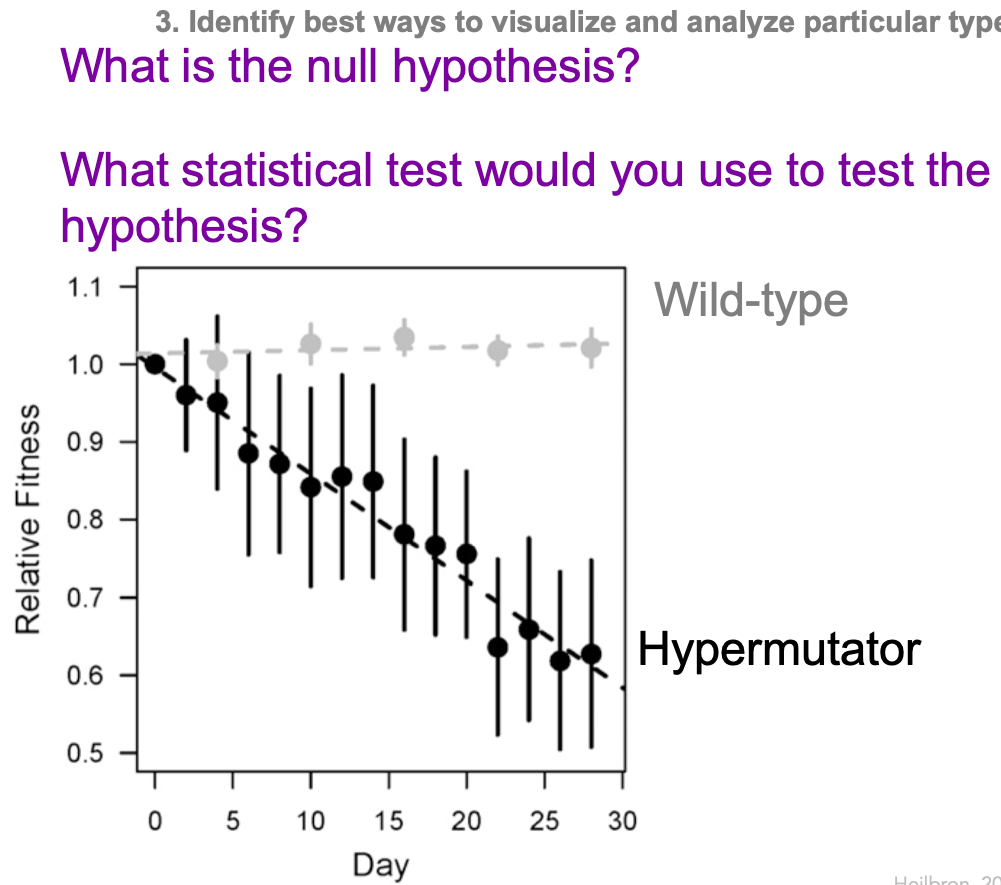 3. Identify best ways to visualize and analyze particular type
What is the null hypothesis?
What statistical test would you use to test the
hypothesis?
Wild-type
Hypermutator
Relative Fitness
1.1
1.0
0.9
0.8
0.7
0.6
0.5
0 5 10 15 20 25 30
Day